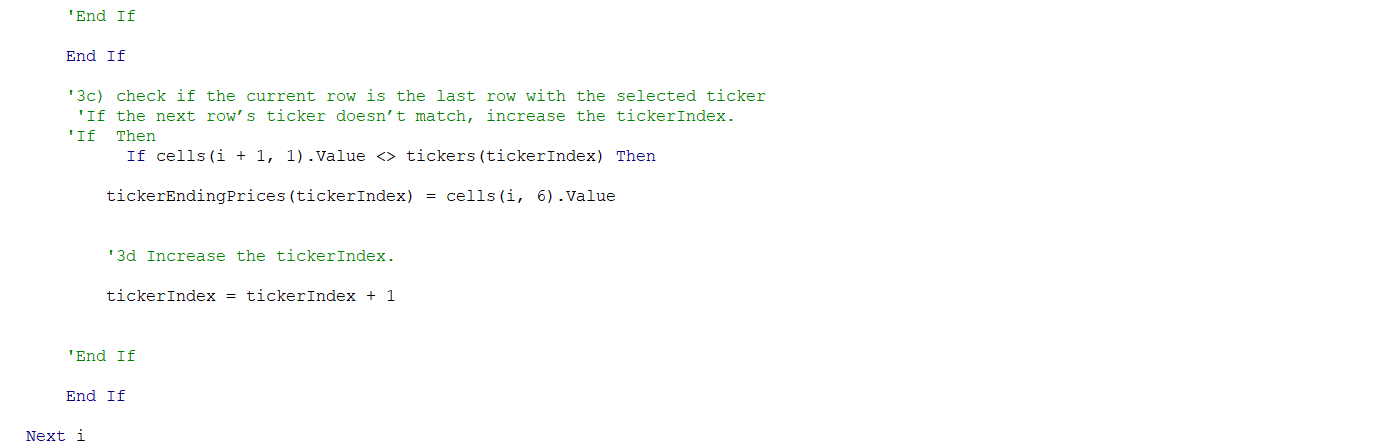 'End If
End If
'3c) check if the current row is the last row with the selected ticker
'If the next row’s ticker doesn’t match, increase the tickerIndex.
'If  Then
If cells(i + 1, 1).Value <> tickers(tickerIndex) Then
tickerEndingPrices(tickerIndex) = cells(i, 6).Value
'3d Increase the tickerIndex.
tickerIndex = tickerIndex + 1
'End If
End If
Next i